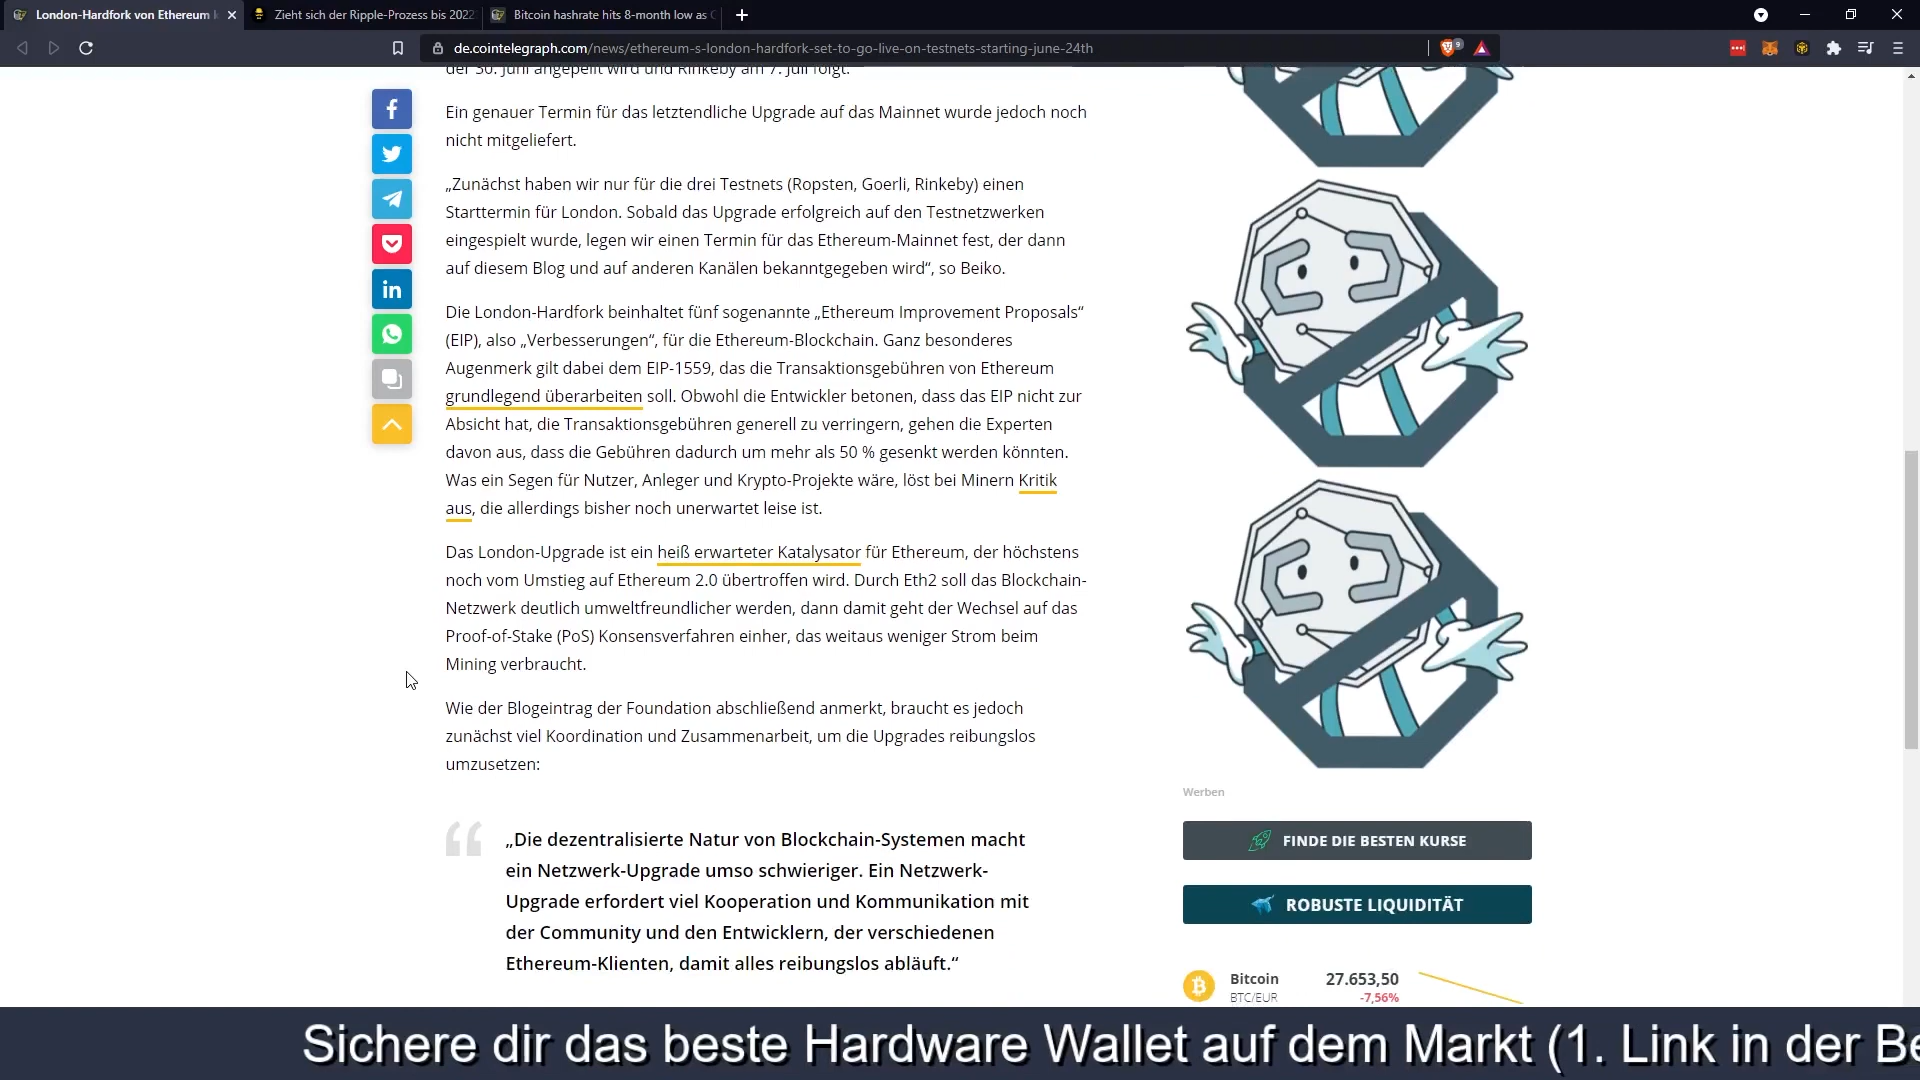 London-Hardfork von Ethereum
Zieht sich der Ripple-Prozess bis 2022
Bitcoin hashrate hits 8-month low as
de.cointelegraph.com/news/ethereum-s-london-hardfork-set-to-go-live-on-testnets-starting-june-24th
9
der 30. Juni angepeilt wird und Rinkeby am 7. Juli folgt.
Ein genauer Termin für das letztendliche Upgrade auf das Mainnet wurde jedoch noch
nicht mitgeliefert.
„Zunächst haben wir nur für die drei Testnets (Ropsten, Goerli, Rinkeby) einen
Starttermin für London. Sobald das Upgrade erfolgreich auf den Testnetzwerken
eingespielt wurde, legen wir einen Termin für das Ethereum-Mainnet fest, der dann
auf diesem Blog und auf anderen Kanälen bekanntgegeben wird“, so Beiko.
Die London-Hardfork beinhaltet fünf sogenannte „Ethereum Improvement Proposals“
(EIP), also „Verbesserungen“, für die Ethereum-Blockchain. Ganz besonderes
Augenmerk gilt dabei dem EIP-1559, das die Transaktionsgebühren von Ethereum
grundlegend überarbeiten soll. Obwohl die Entwickler betonen, dass das EIP nicht zur
Absicht hat, die Transaktionsgebühren generell zu verringern, gehen die Experten
davon aus, dass die Gebühren dadurch um mehr als 50 % gesenkt werden könnten.
Was ein Segen für Nutzer, Anleger und Krypto-Projekte wäre, löst bei Minern Kritik
aus, die allerdings bisher noch unerwartet leise ist.
Das London-Upgrade ist ein heiß erwarteter Katalysator für Ethereum, der höchstens
noch vom Umstieg auf Ethereum 2.0 übertroffen wird. Durch Eth2 soll das Blockchain-
Netzwerk deutlich umweltfreundlicher werden, dann damit geht der Wechsel auf das
Proof-of-Stake (PoS) Konsensverfahren einher, das weitaus weniger Strom beim
Mining verbraucht.
Wie der Blogeintrag der Foundation abschließend anmerkt, braucht es jedoch
zunächst viel Koordination und Zusammenarbeit, um die Upgrades reibungslos
umzusetzen:
„Die dezentralisierte Natur von Blockchain-Systemen macht
ein Netzwerk-Upgrade umso schwieriger. Ein Netzwerk-
Upgrade erfordert viel Kooperation und Kommunikation mit
der Community und den Entwicklern, der verschiedenen
Ethereum-Klienten, damit alles reibungslos abläuft.“
Werben
FINDE DIE BESTEN KURSE
ROBUSTE LIQUIDITÄT
Bitcoin 27.653,50
BTC/EUR -7,56%
Sichere dir das beste Hardware Wallet auf dem Markt (1. Link in der Be